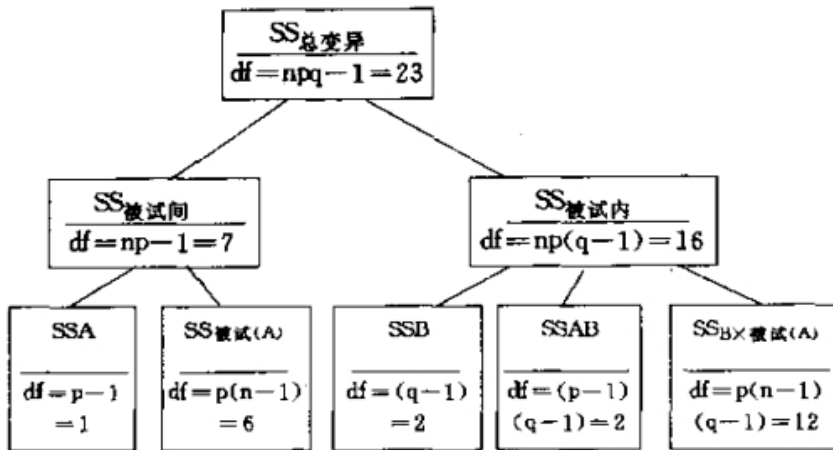 SS总变异
df=npq-1=23
SS被试间
df=np-1=7
SS被试内
df=np(q-1)=16
SSA
df=p-1
=1
SS被试(A)
df=p(n-1)
=6
SSB
df=(q-1)
=2
SSAB
df=(p-1)
(q-1)=2
SSB×被试(A)
df=p(n-1)
(q-1)=12